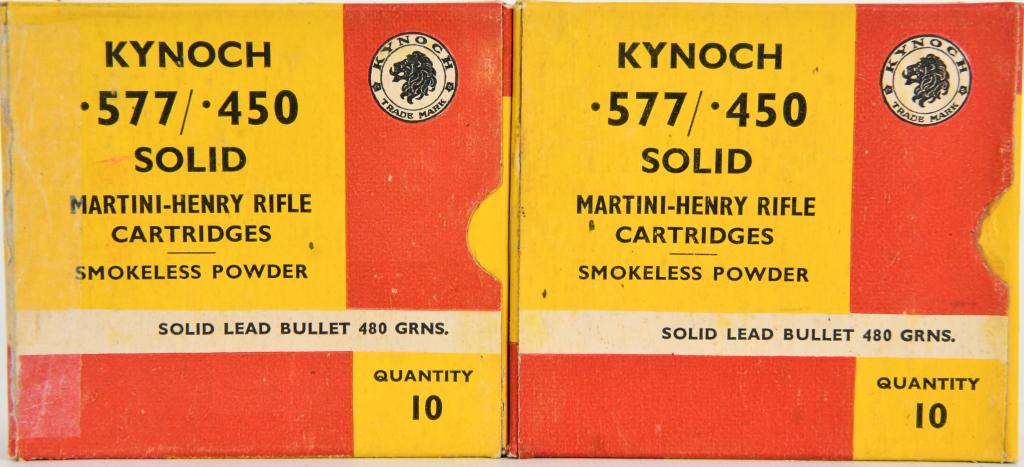 KYNOCH
·577/·450
SOLID
MARTINI-HENRY RIFLE
CARTRIDGES
SMOKELESS POWDER
KYNOCH
TRADE MARK
SOLID LEAD BULLET 480 GRNS.
QUANTITY
10
KYNOCH
·577/·450
SOLID
MARTINI-HENRY RIFLE
CARTRIDGES
SMOKELESS POWDER
KYNOCH
TRADE MARK
SOLID LEAD BULLET 480 GRNS.
QUANTITY
10